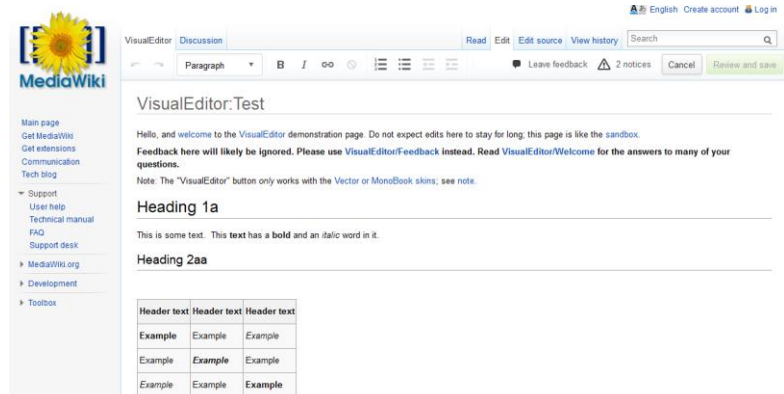 English Create account Log in
MediaWiki
VisualEditor Discussion Read Edit Edit source View history Search
Paragraph B I Leave feedback 2 notices Cancel Review and save
VisualEditor:Test
Hello, and welcome to the VisualEditor demonstration page. Do not expect edits here to stay for long; this page is like the sandbox.
Feedback here will likely be ignored. Please use VisualEditor/Feedback instead. Read VisualEditor/Welcome for the answers to many of your
questions.
Note: The "VisualEditor" button only works with the Vector or MonoBook skins; see note.
Heading 1a
This is some text. This text has a bold and an italic word in it.
Heading 2aa
Header text Header text Header text
Example Example Example
Example Example Example
Example Example Example
Main page
Get MediaWiki
Get extensions
Communication
Tech blog
Support
User help
Technical manual
FAQ
Support desk
MediaWiki.org
Development
Toolbox